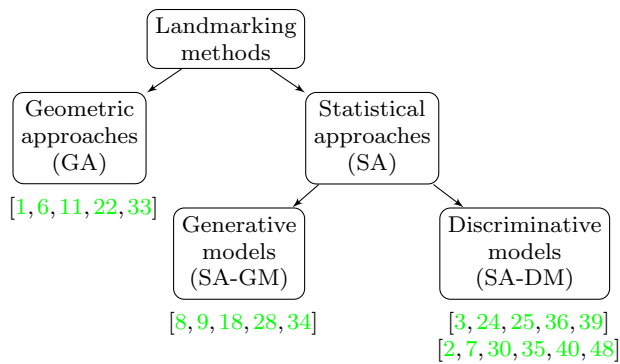 Landmarking
methods
Geometric
approaches
(GA)
Statistical
approaches
(SA)
[1, 6, 11, 22, 33]
Generative
models
(SA-GM)
Discriminative
models
(SA-DM)
[8, 9, 18, 28, 34]
[3, 24, 25, 36, 39]
[2, 7, 30, 35, 40, 48]